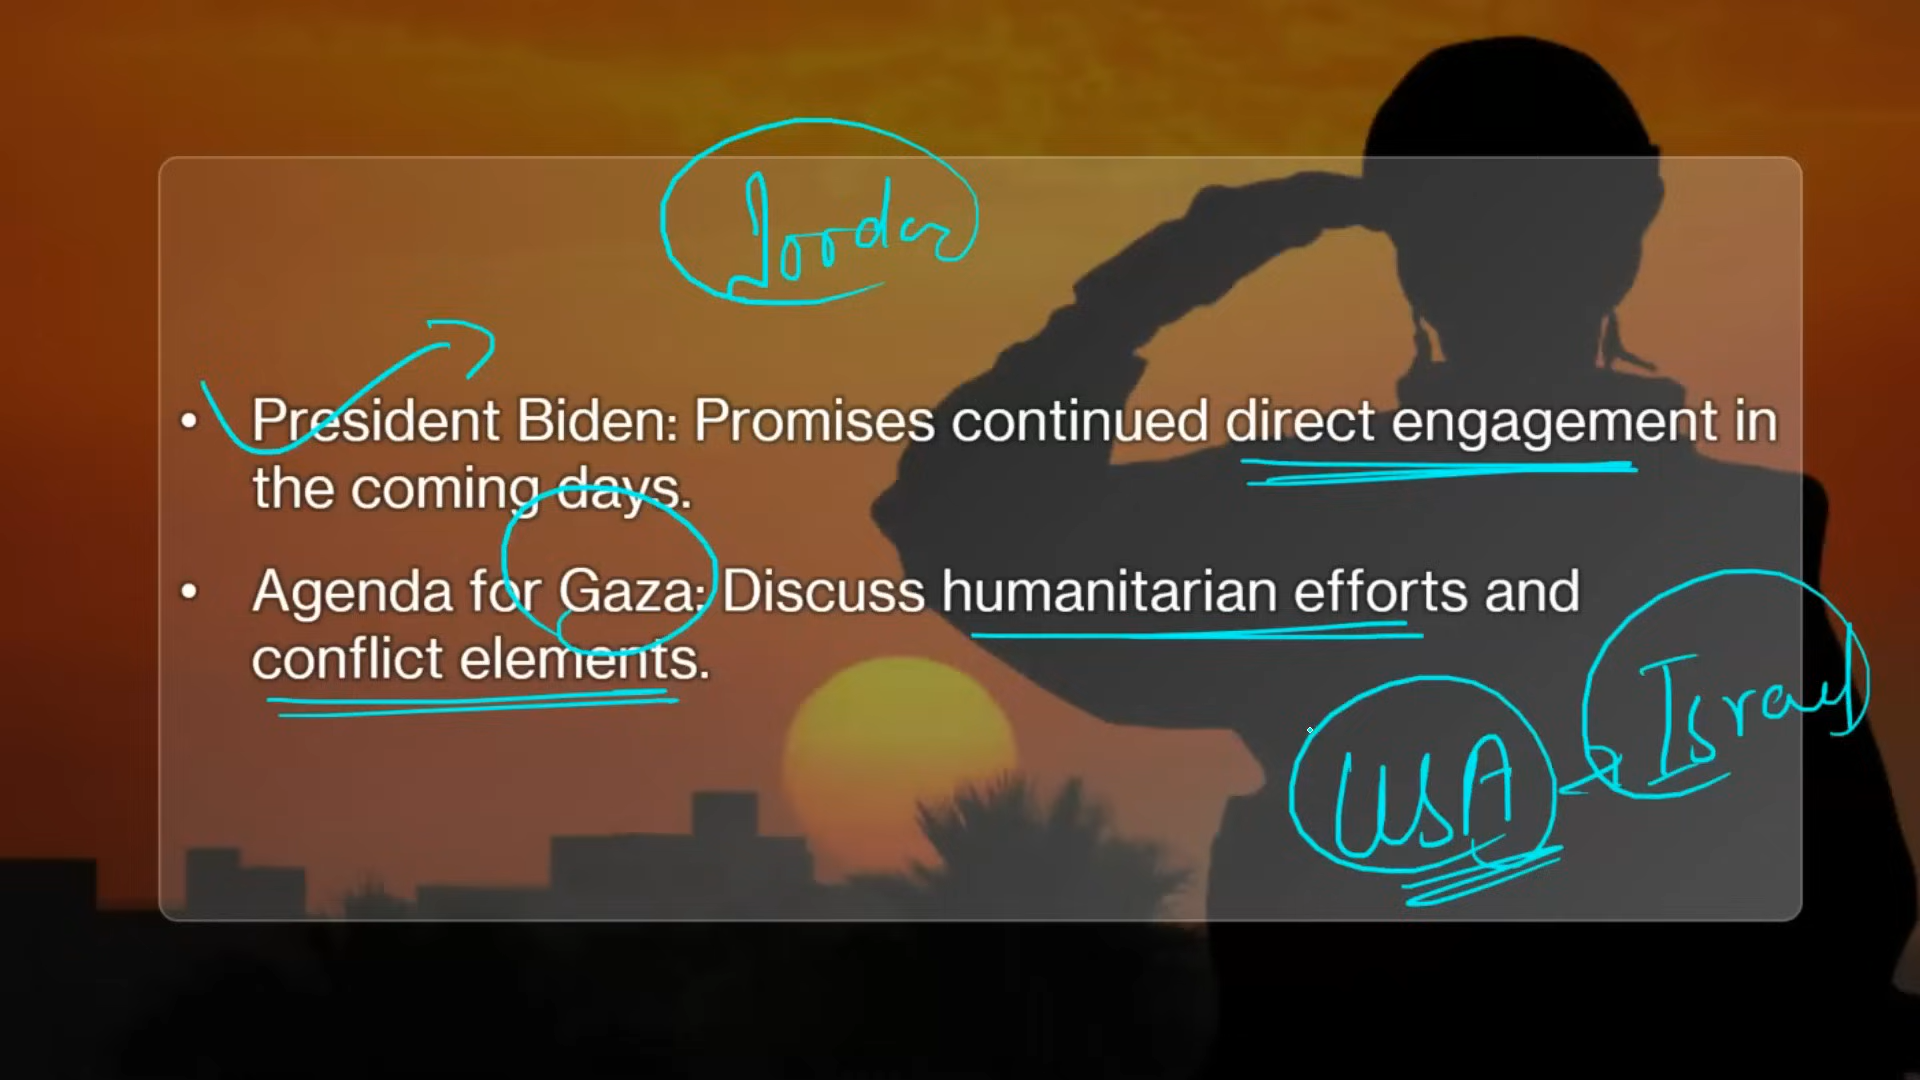 Jordan
• President Biden: Promises continued direct engagement in
the coming days.
• Agenda for Gaza: Discuss humanitarian efforts and
conflict elements.
Israel
USA